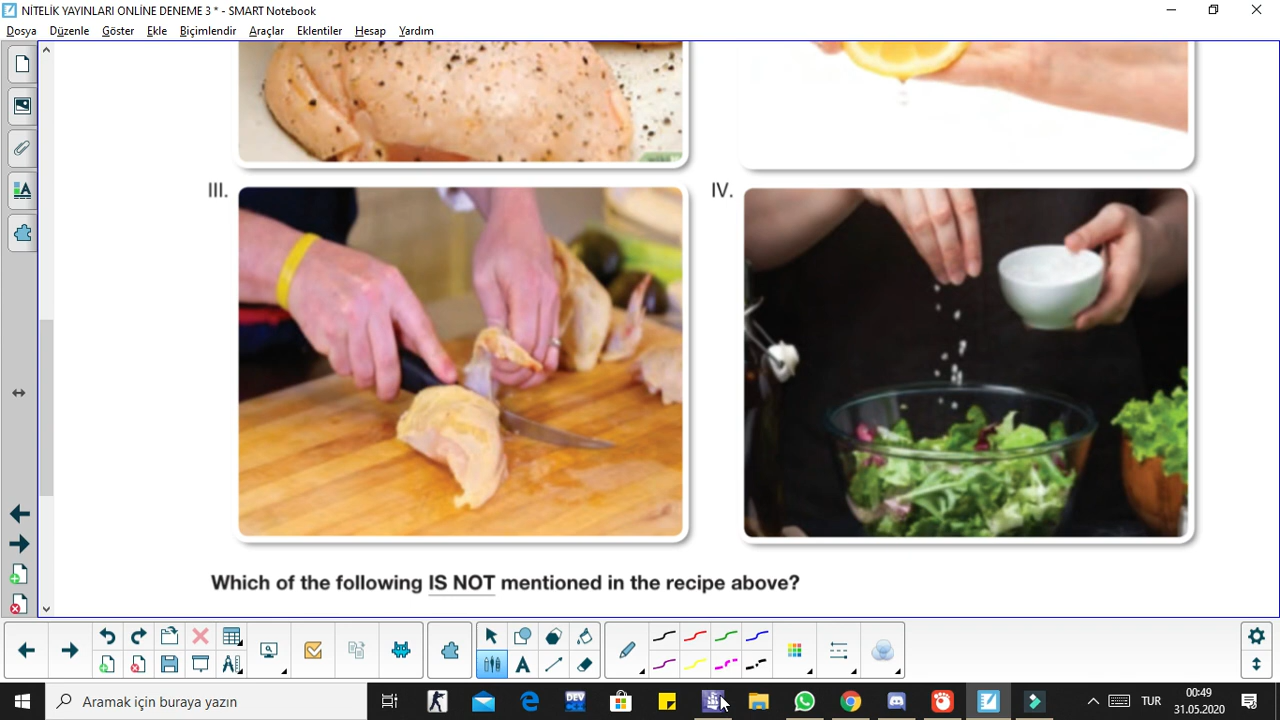 NİTELİK YAYINLARI ONLİNE DENEME 3 * - SMART Notebook
Dosya Düzenle Göster Ekle Biçimlendir Araçlar Eklentiler Hesap Yardım
III. IV.
Which of the following IS NOT mentioned in the recipe above?
Aramak için buraya yazın
TUR
00:49
31.05.2020